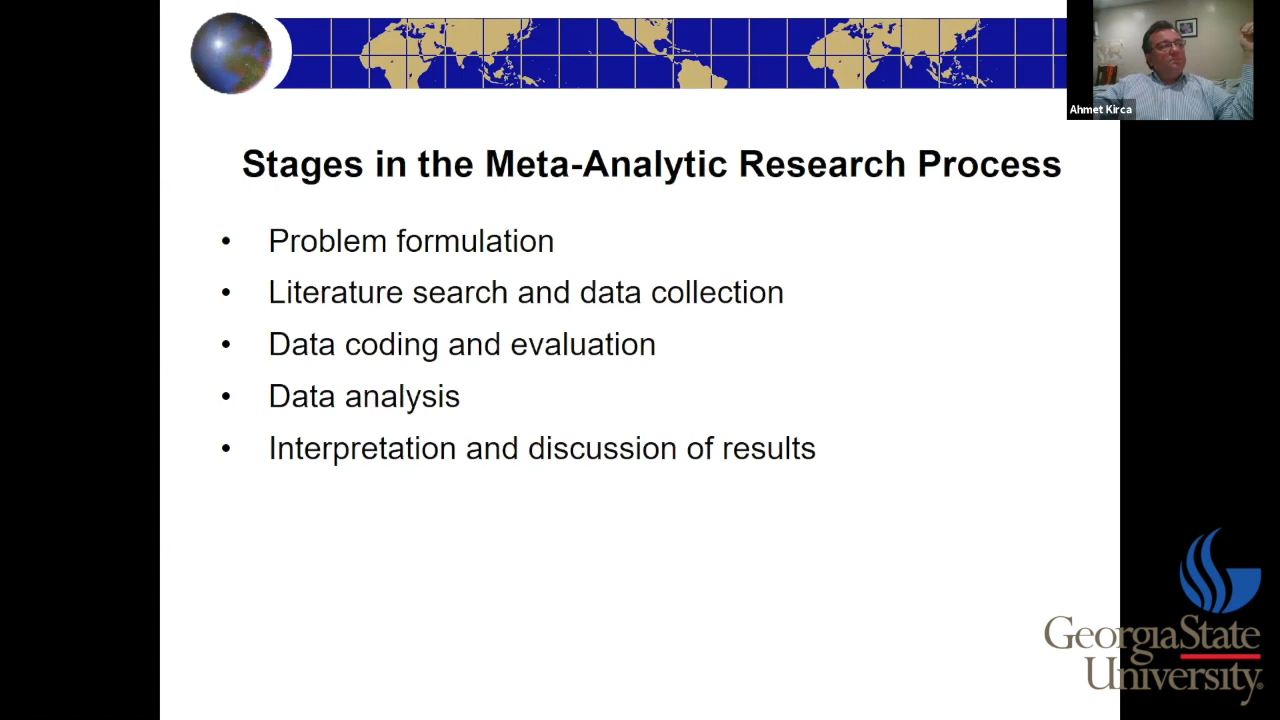 Ahmet Kirca
Stages in the Meta-Analytic Research Process
• Problem formulation
• Literature search and data collection
• Data coding and evaluation
• Data analysis
• Interpretation and discussion of results
GeorgiaState
University®